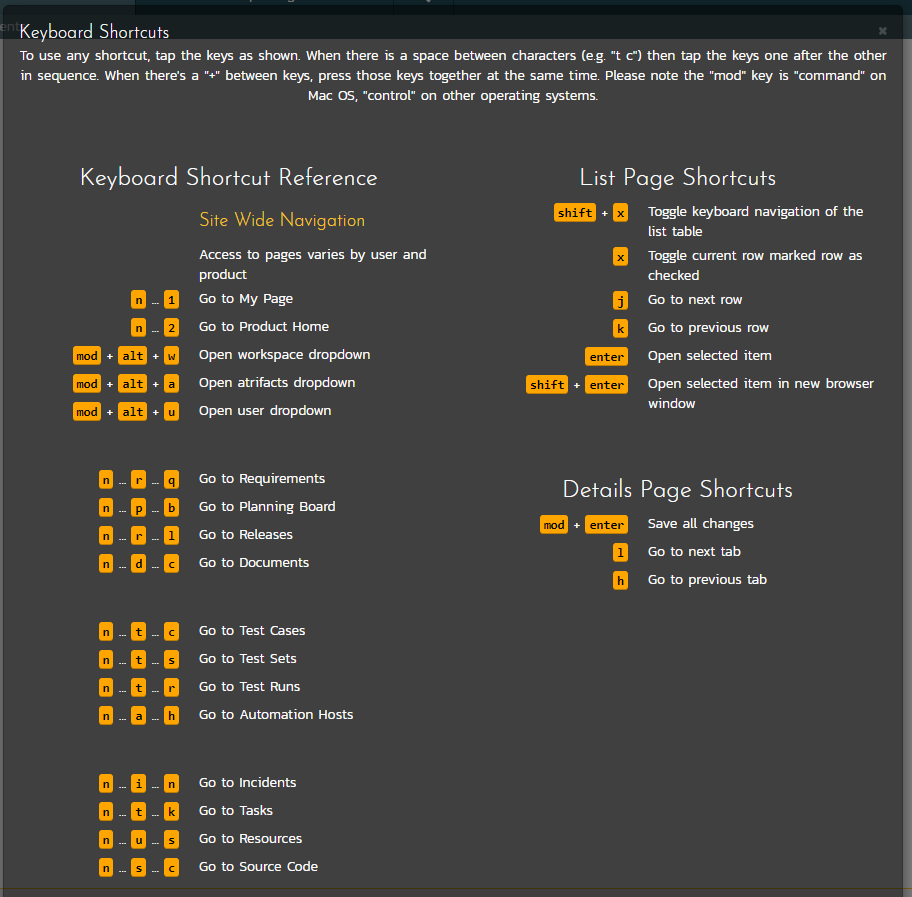 Keyboard Shortcuts
To use any shortcut, tap the keys as shown. When there is a space between characters (e.g. "t c") then tap the keys one after the other
in sequence. When there's a "+" between keys, press those keys together at the same time. Please note the "mod" key is "command" on
Mac OS, "control" on other operating systems.
Keyboard Shortcut Reference
Site Wide Navigation
Access to pages varies by user and
product
n ... 1 Go to My Page
n ... 2 Go to Product Home
mod + alt + w Open workspace dropdown
mod + alt + a Open atrifacts dropdown
mod + alt + u Open user dropdown
n ... r ... q Go to Requirements
n ... p ... b Go to Planning Board
n ... r ... l Go to Releases
n ... d ... c Go to Documents
n ... t ... c Go to Test Cases
n ... t ... s Go to Test Sets
n ... t ... r Go to Test Runs
n ... a ... h Go to Automation Hosts
n ... i ... n Go to Incidents
n ... t ... k Go to Tasks
n ... u ... s Go to Resources
n ... s ... c Go to Source Code
List Page Shortcuts
shift + x Toggle keyboard navigation of the
list table
x Toggle current row marked row as
checked
j Go to next row
k Go to previous row
enter Open selected item
shift + enter Open selected item in new browser
window
Details Page Shortcuts
mod + enter Save all changes
l Go to next tab
h Go to previous tab